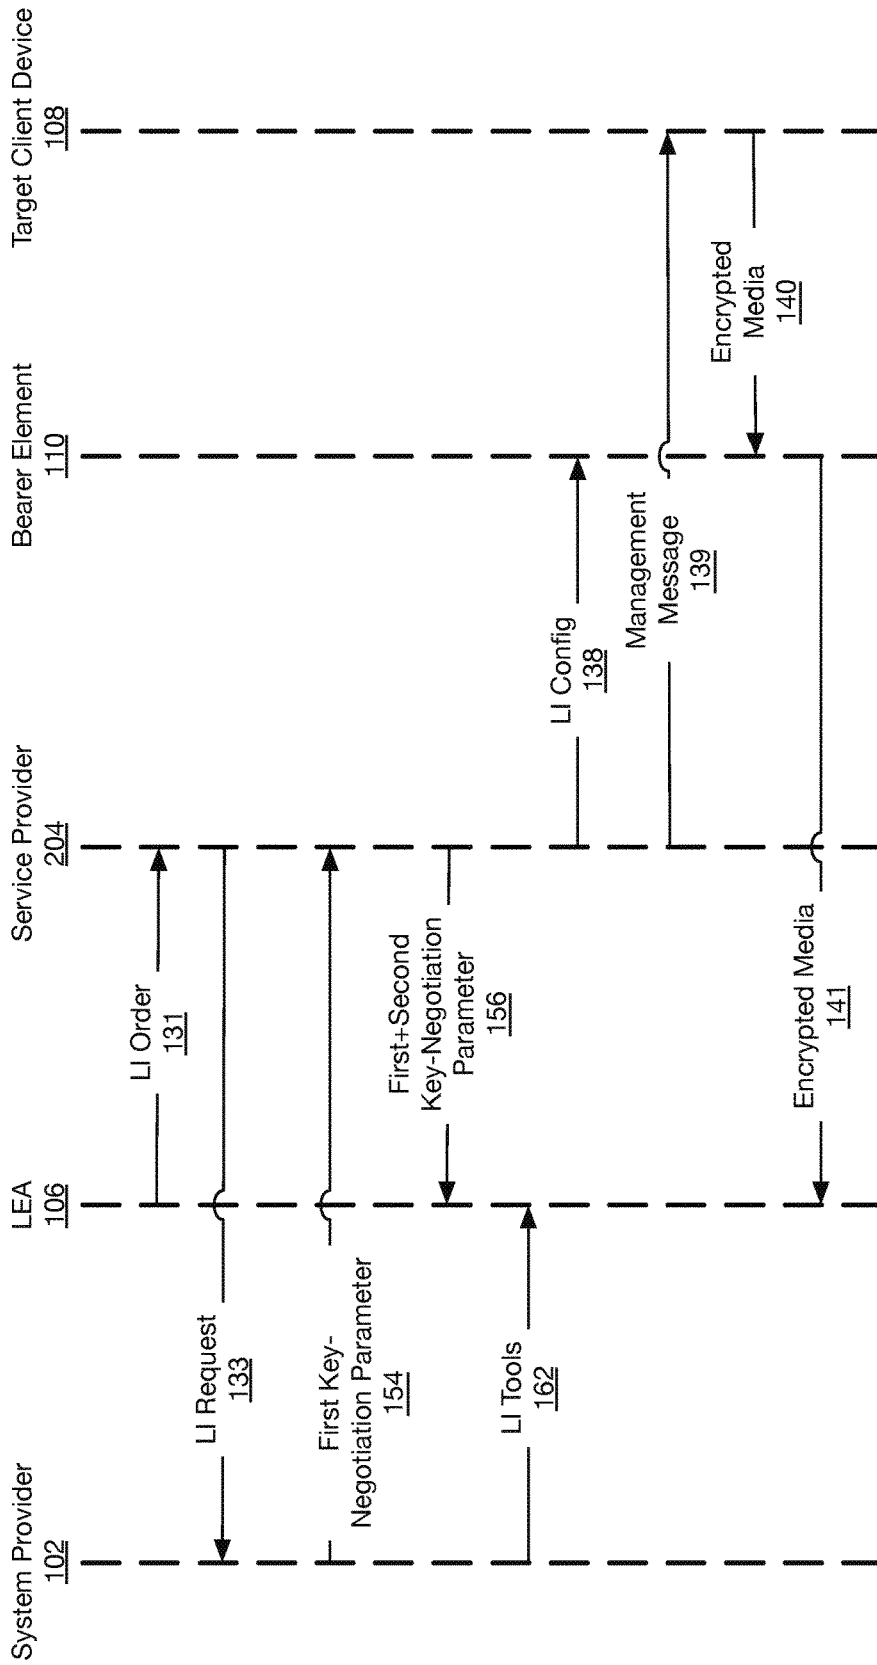 System Provider
102
LEA
106
Service Provider
204
Bearer Element
110
Target Client Device
108
LI Order
131
LI Request
133
First Key-
Negotiation Parameter
154
First+Second
Key-Negotiation
Parameter
156
LI Tools
162
LI Config
138
Management
Message
139
Encrypted
Media
140
Encrypted Media
141